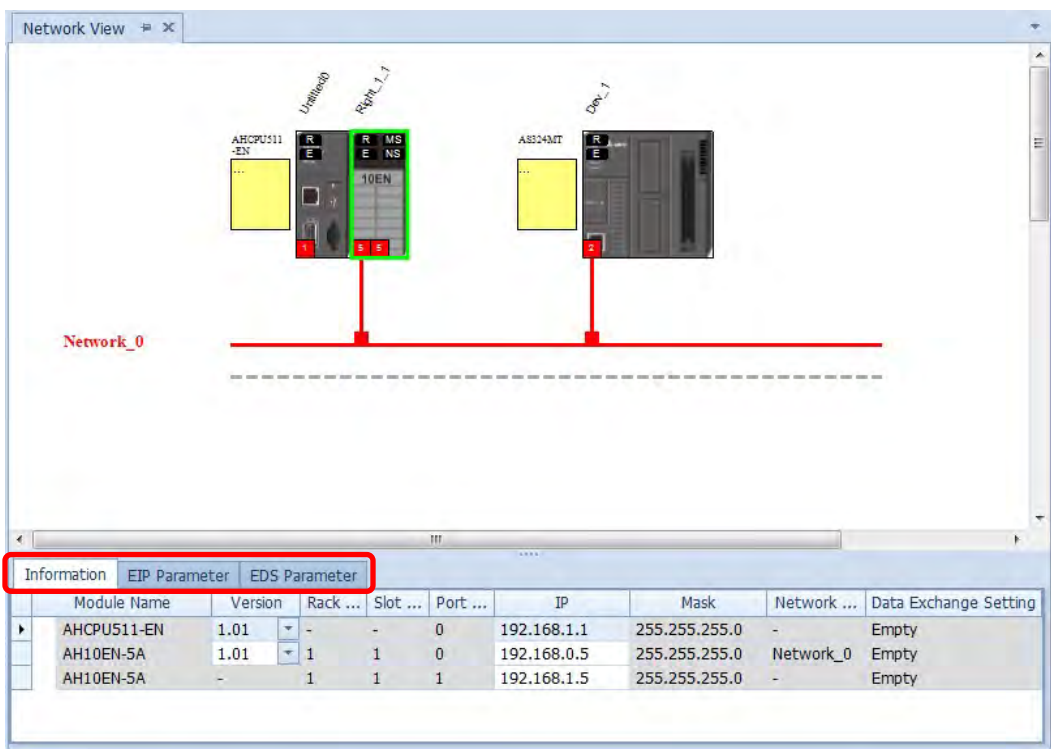 Network View
Untitled0
Right_1_1
Dev_1
AHCPU511
-EN
...
R
E
R MS
E NS
10EN
1
5 5
AS324MT
...
R
E
2
Network_0
Information EIP Parameter EDS Parameter
Module Name Version Rack ... Slot ... Port ... IP Mask Network ... Data Exchange Setting
AHCPU511-EN 1.01 - - 0 192.168.1.1 255.255.255.0 - Empty
AH10EN-5A 1.01 1 1 0 192.168.0.5 255.255.255.0 Network_0 Empty
AH10EN-5A - 1 1 1 192.168.1.5 255.255.255.0 - Empty